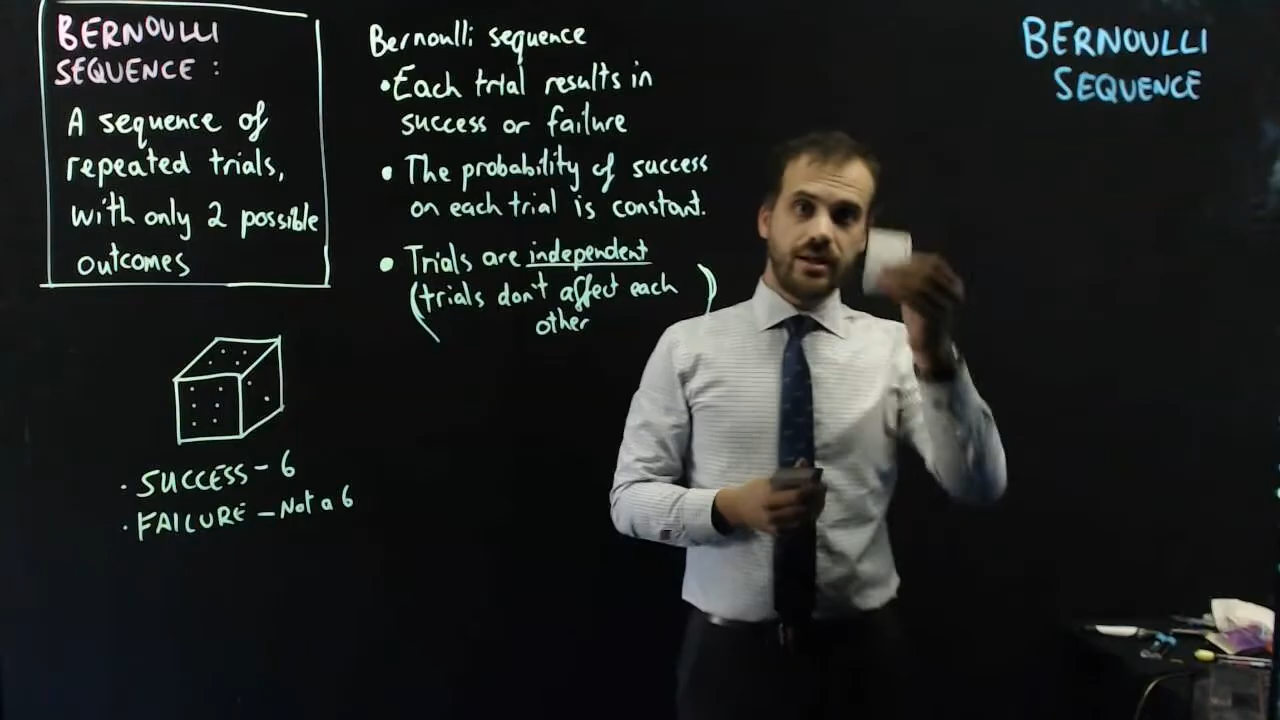 BERNOULLI
SEQUENCE :
A sequence of
repeated trials,
with only 2 possible
outcomes
• SUCCESS - 6
• FAILURE - Not a 6
Bernoulli sequence
• Each trial results in
success or failure
• The probability of success
on each trial is constant.
• Trials are independent
(trials don't affect each
other)
BERNOULLI
SEQUENCE